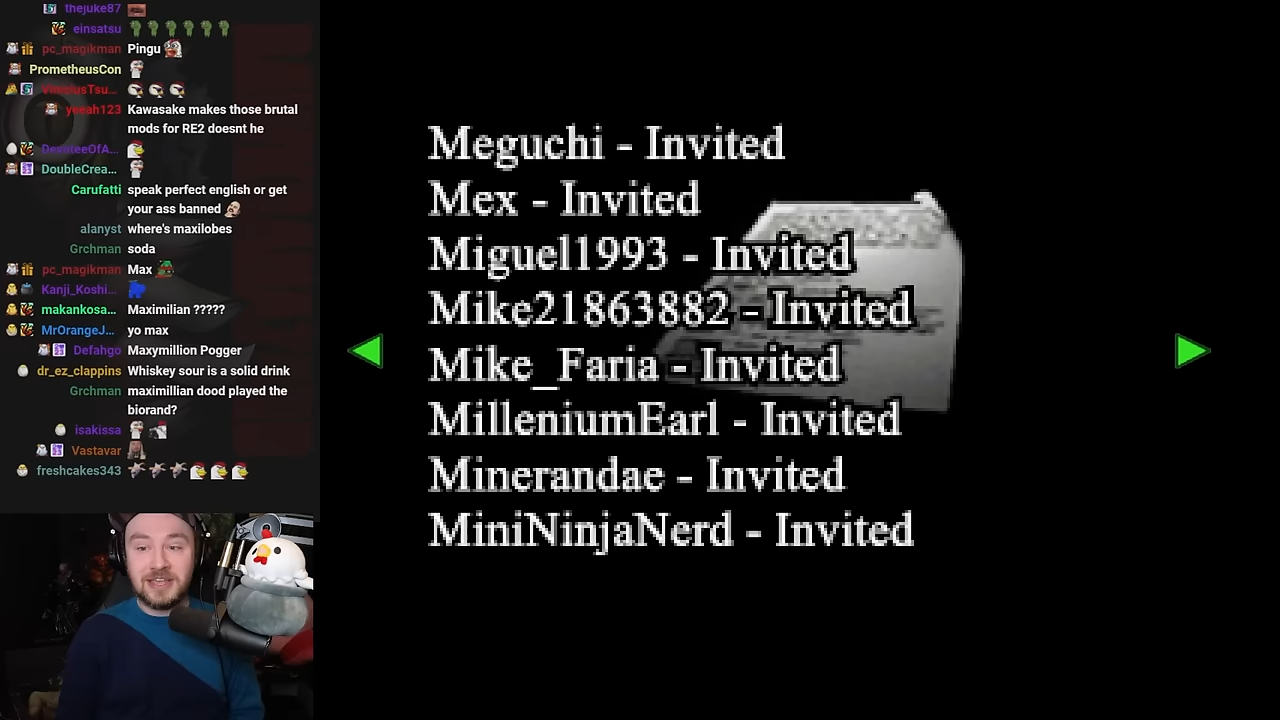 thejuke87
einsatsu
pc_magikman Pingu
PrometheusCon
ViciousTsu...
yeeah123 Kawasake makes those brutal
mods for RE2 doesnt he
DevoteeOfA...
DoubleCrea...
Carufatti speak perfect english or get
your ass banned
alanyst where's maxilobes
Grchman soda
pc_magikman Max
Kanji_Koshi...
makankosa... Maximilian ?????
MrOrangeJ... yo max
Defahgo Maxymillion Pogger
dr_ez_clappins Whiskey sour is a solid drink
Grchman maximillian dood played the
biorand?
isakissa
Vastavar
freshcakes343
Meguchi - Invited
Mex - Invited
Miguel1993 - Invited
Mike21863882 - Invited
Mike_Faria - Invited
MilleniumEarl - Invited
Minerandae - Invited
MiniNinjaNerd - Invited